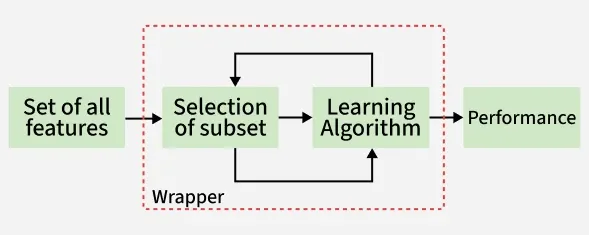 Set of all
features
Selection
of subset
Learning
Algorithm
Performance
Wrapper